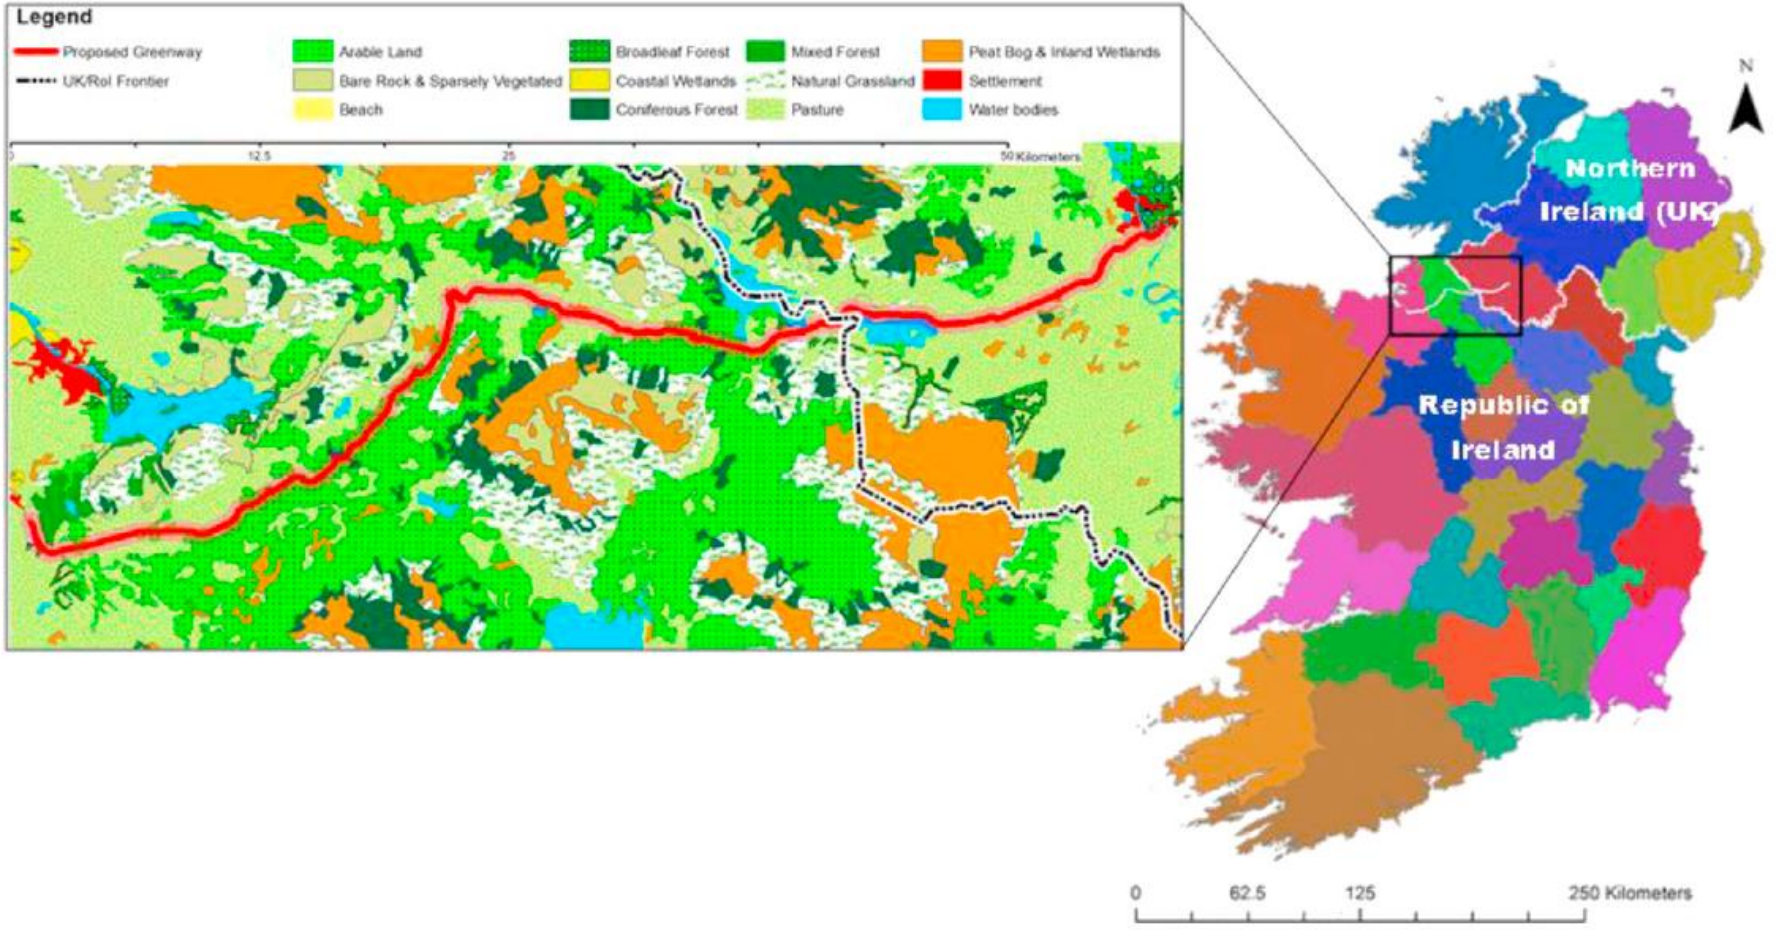 Legend
Proposed Greenway
Arable Land
Broadleaf Forest
Mixed Forest
Peat Bog & Inland Wetlands
UK/RoI Frontier
Bare Rock & Sparsely Vegetated
Coastal Wetlands
Natural Grassland
Settlement
Beach
Coniferous Forest
Pasture
Water bodies
0 12.5 25 50 Kilometers
N
Northern
Ireland (UK)
Republic of
Ireland
0 62.5 125 250 Kilometers